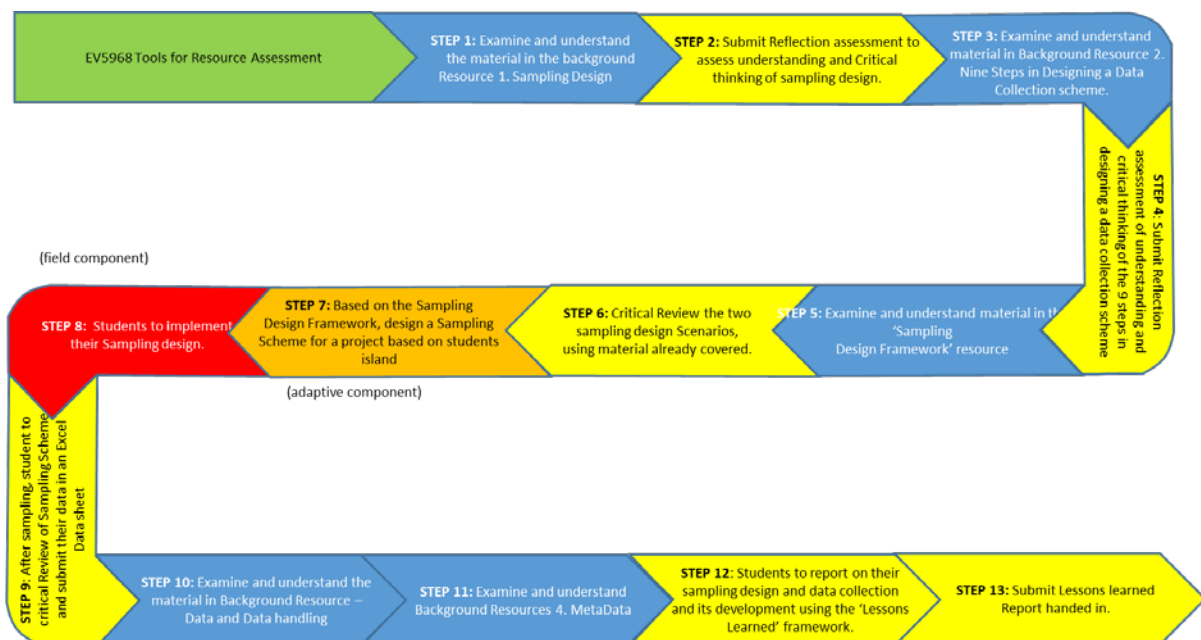 EV5968 Tools for Resource Assessment
STEP 1: Examine and understand
the material in the background
Resource 1. Sampling Design
STEP 2: Submit Reflection assessment to
assess understanding and Critical
thinking of sampling design.
STEP 3: Examine and understand
material in Background Resource 2.
Nine Steps in Designing a Data
Collection scheme.
STEP 4: Submit Reflection
assessment of understanding and
critical thinking of the 9 steps in
designing a data collection scheme
(field component)
STEP 5: Examine and understand material in th
'Sampling
Design Framework' resource
STEP 6: Critical Review the two
sampling design Scenarios,
using material already covered.
STEP 7: Based on the Sampling
Design Framework, design a Sampling
Scheme for a project based on students
island
(adaptive component)
STEP 8: Students to implement
their Sampling design.
STEP 9: After sampling, student to
critical Review of Sampling Scheme
and submit their data in an Excel
Data sheet
STEP 10: Examine and understand the
material in Background Resource –
Data and Data handling
STEP 11: Examine and understand
Background Resources 4. MetaData
STEP 12: Students to report on their
sampling design and data collection
and its development using the 'Lessons
Learned' framework.
STEP 13: Submit Lessons learned
Report handed in.